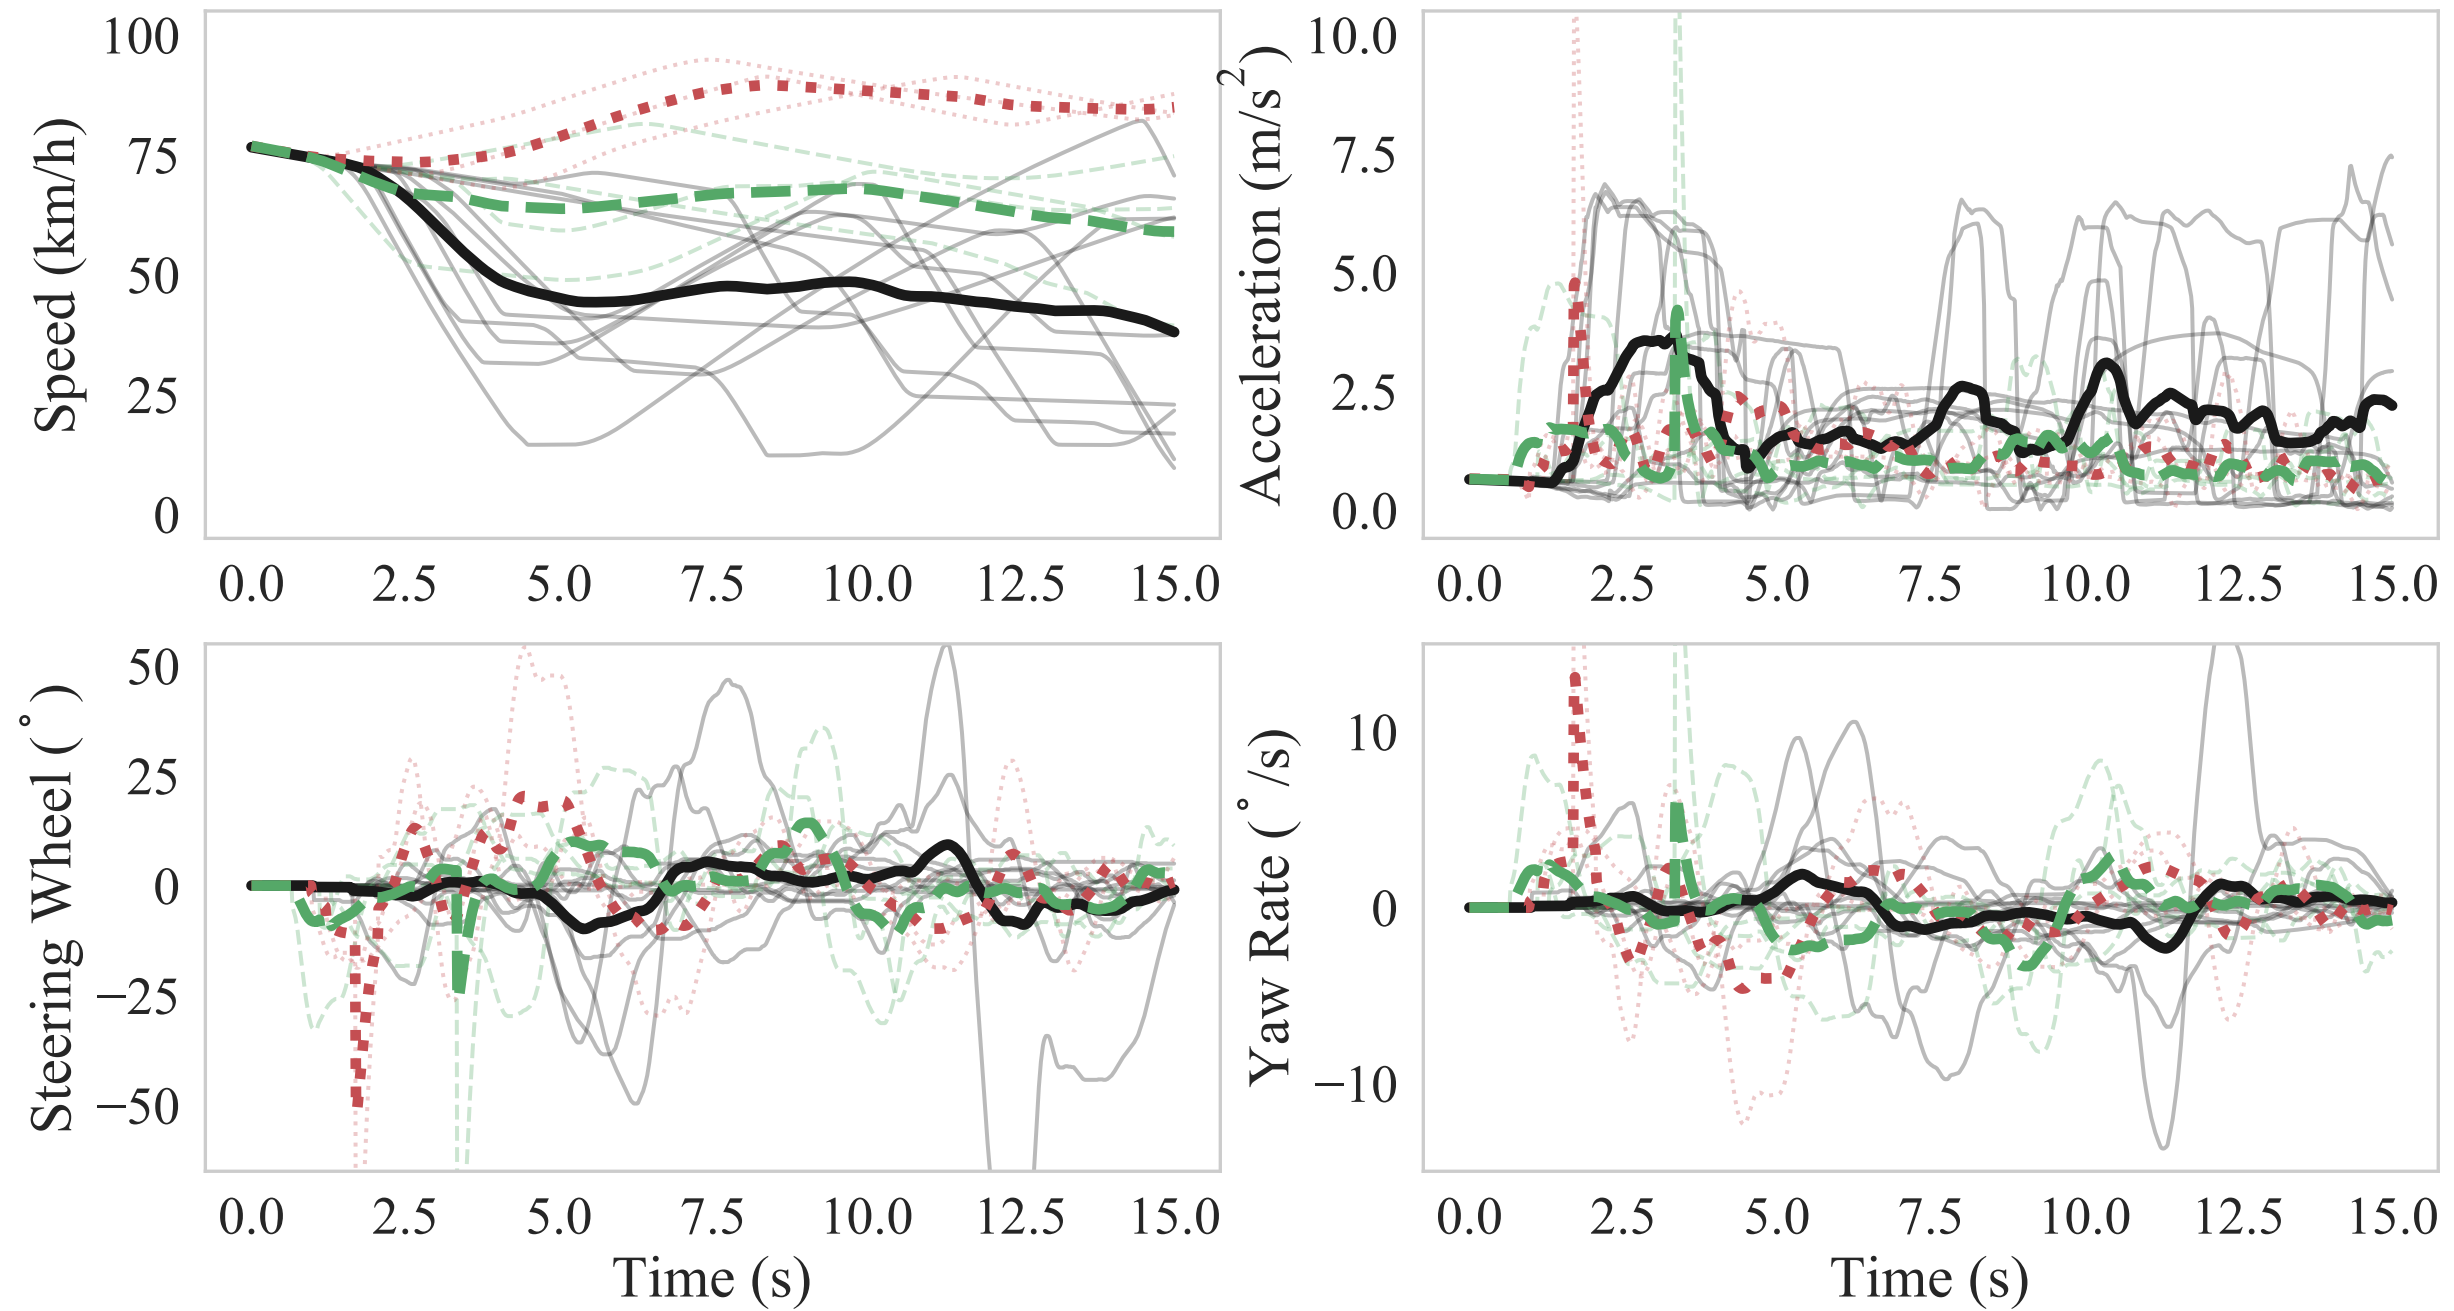 Speed (km/h)
100
75
50
25
0
0.0 2.5 5.0 7.5 10.0 12.5 15.0
Acceleration (m/s²)
10.0
7.5
5.0
2.5
0.0
0.0 2.5 5.0 7.5 10.0 12.5 15.0
Steering Wheel (°)
50
25
0
−25
−50
0.0 2.5 5.0 7.5 10.0 12.5 15.0
Time (s)
Yaw Rate (°/s)
10
0
−10
0.0 2.5 5.0 7.5 10.0 12.5 15.0
Time (s)